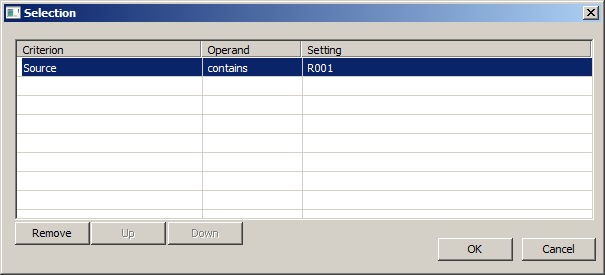 Selection
Criterion Operand Setting
Source contains R001
Remove Up Down
OK Cancel